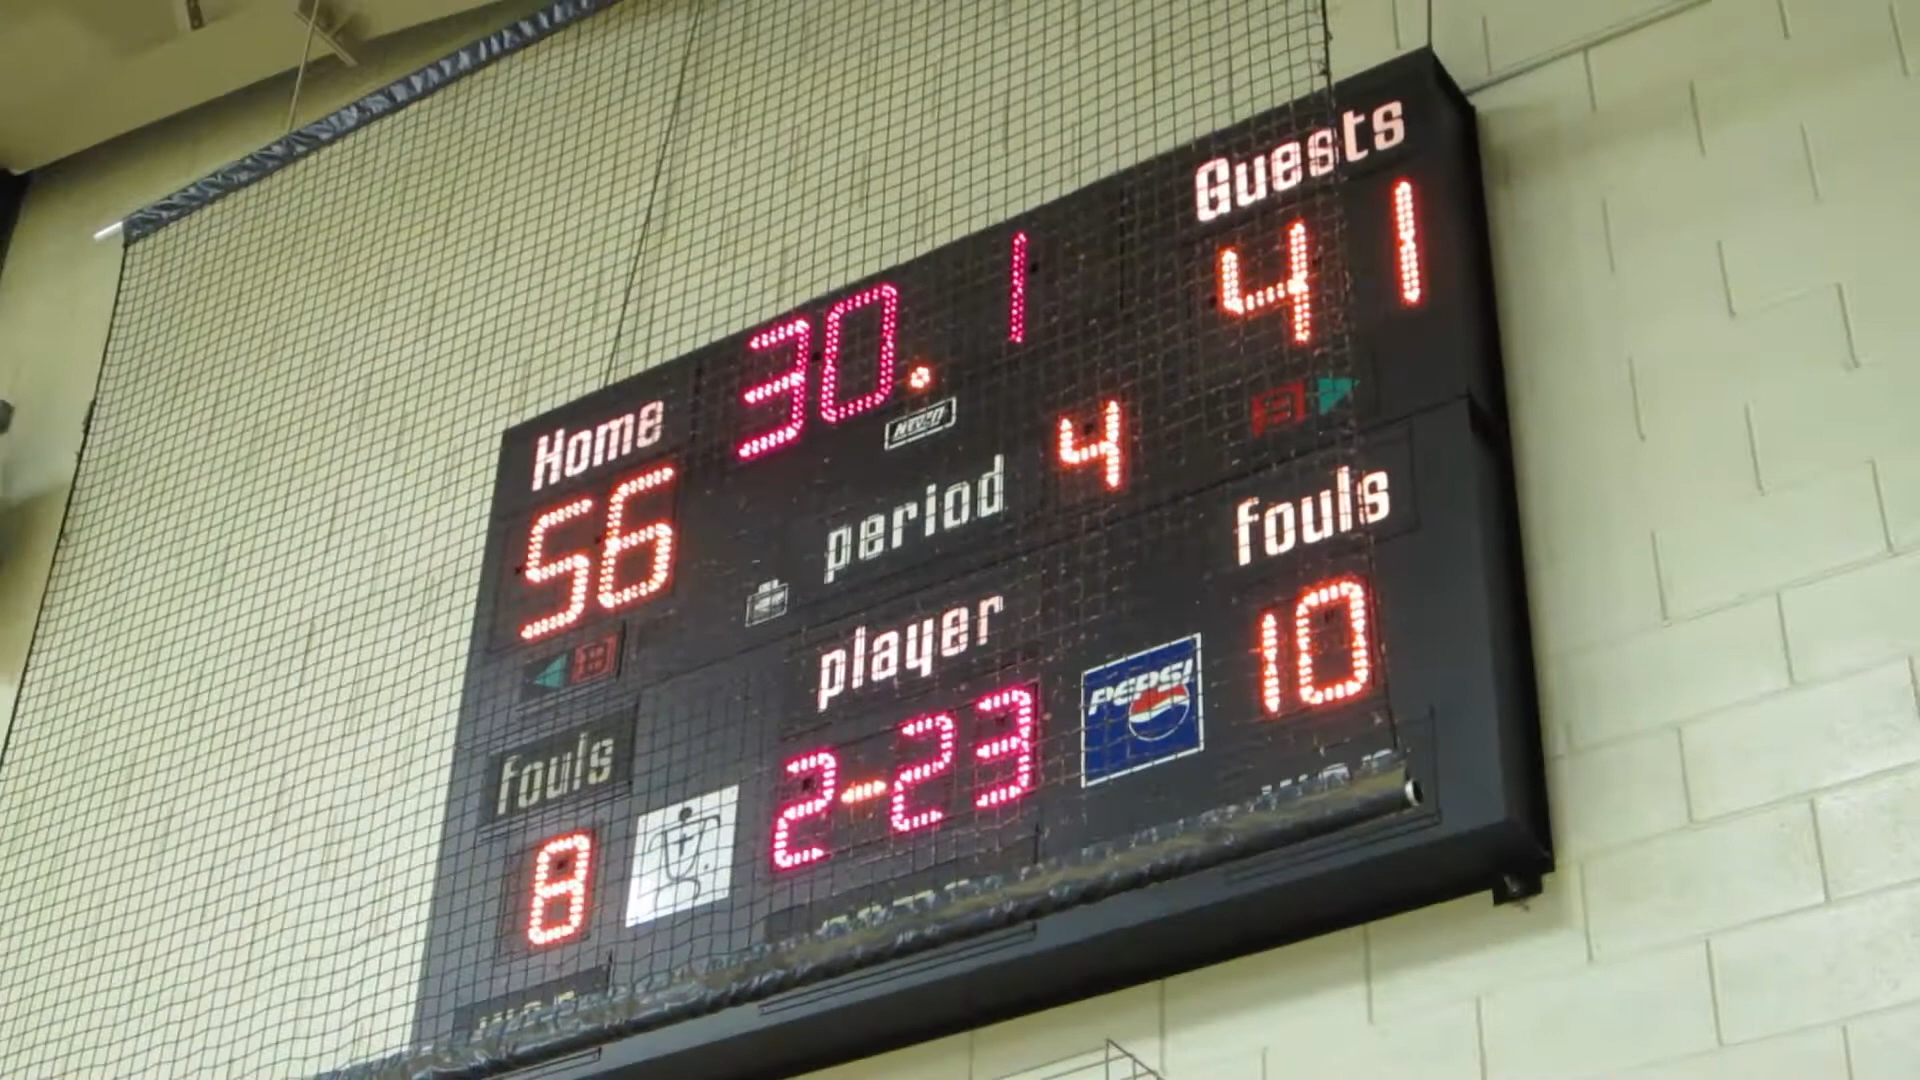 Guests
30.1
41
Home
56
period 4
fouls
player
10
PEPSI
2-23
fouls
8